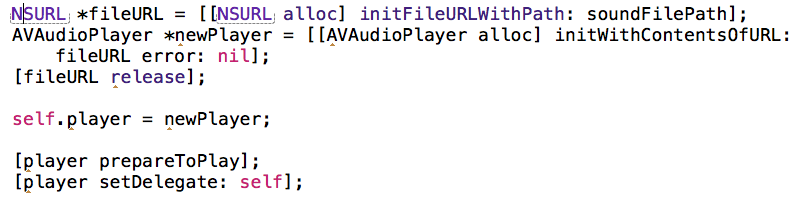 NSURL *fileURL = [[NSURL alloc] initFileURLWithPath: soundFilePath];
AVAudioPlayer *newPlayer = [[AVAudioPlayer alloc] initWithContentsOfURL:
fileURL error: nil];
[fileURL release];
self.player = newPlayer;
[player prepareToPlay];
[player setDelegate: self];